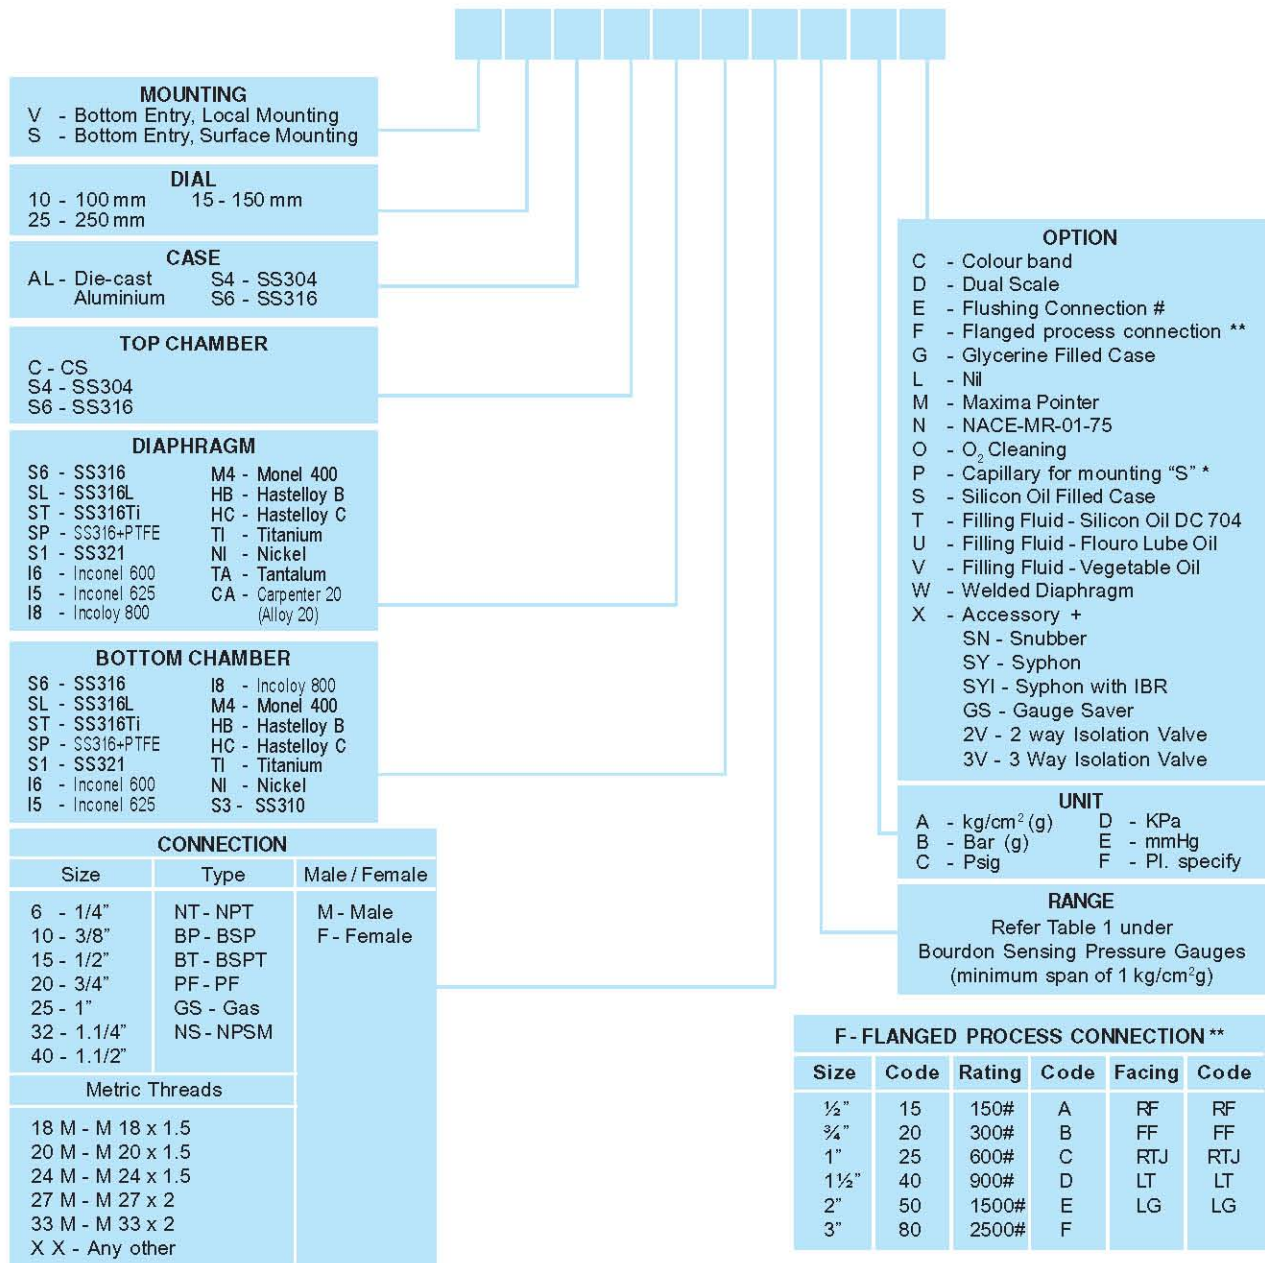 MOUNTING
V - Bottom Entry, Local Mounting
S - Bottom Entry, Surface Mounting
DIAL
10 - 100 mm 15 - 150 mm
25 - 250 mm
CASE
AL - Die-cast S4 - SS304
Aluminium S6 - SS316
TOP CHAMBER
C - CS
S4 - SS304
S6 - SS316
DIAPHRAGM
S6 - SS316 M4 - Monel 400
SL - SS316L HB - Hastelloy B
ST - SS316Ti HC - Hastelloy C
SP - SS316+PTFE TI - Titanium
S1 - SS321 NI - Nickel
I6 - Inconel 600 TA - Tantalum
I5 - Inconel 625 CA - Carpenter 20
I8 - Incoloy 800 (Alloy 20)
BOTTOM CHAMBER
S6 - SS316 I8 - Incoloy 800
SL - SS316L M4 - Monel 400
ST - SS316Ti HB - Hastelloy B
SP - SS316+PTFE HC - Hastelloy C
S1 - SS321 TI - Titanium
I6 - Inconel 600 NI - Nickel
I5 - Inconel 625 S3 - SS310
CONNECTION
Size Type Male / Female
6 - 1/4" NT - NPT M - Male
10 - 3/8" BP - BSP F - Female
15 - 1/2" BT - BSPT
20 - 3/4" PF - PF
25 - 1" GS - Gas
32 - 1.1/4" NS - NPSM
40 - 1.1/2"
Metric Threads
18 M - M 18 x 1.5
20 M - M 20 x 1.5
24 M - M 24 x 1.5
27 M - M 27 x 2
33 M - M 33 x 2
X X - Any other
OPTION
C - Colour band
D - Dual Scale
E - Flushing Connection #
F - Flanged process connection **
G - Glycerine Filled Case
L - Nil
M - Maxima Pointer
N - NACE-MR-01-75
O - O₂ Cleaning
P - Capillary for mounting “S” *
S - Silicon Oil Filled Case
T - Filling Fluid - Silicon Oil DC 704
U - Filling Fluid - Flouro Lube Oil
V - Filling Fluid - Vegetable Oil
W - Welded Diaphragm
X - Accessory +
SN - Snubber
SY - Syphon
SYI - Syphon with IBR
GS - Gauge Saver
2V - 2 way Isolation Valve
3V - 3 Way Isolation Valve
UNIT
A - kg/cm² (g) D - KPa
B - Bar (g) E - mmHg
C - Psig F - Pl. specify
RANGE
Refer Table 1 under
Bourdon Sensing Pressure Gauges
(minimum span of 1 kg/cm²g)
F - FLANGED PROCESS CONNECTION **
Size Code Rating Code Facing Code
½" 15 150# A RF RF
¾" 20 300# B FF FF
1" 25 600# C RTJ RTJ
1½" 40 900# D LT LT
2" 50 1500# E LG LG
3" 80 2500# F